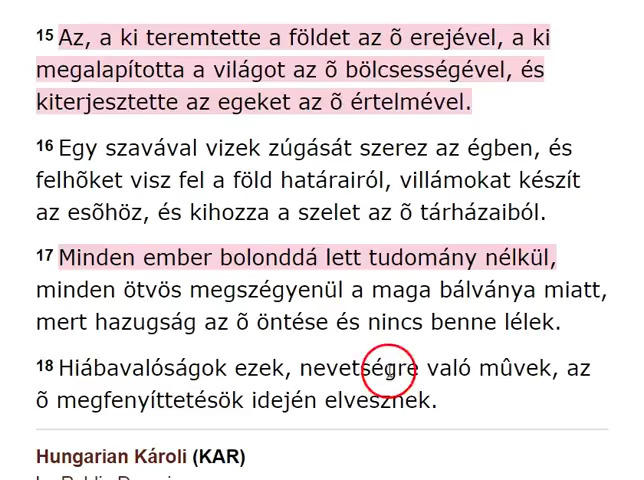 15 Az, a ki teremtette a földet az õ erejével, a ki
megalapította a világot az õ bölcsességével, és
kiterjesztette az egeket az õ értelmével.
16 Egy szavával vizek zúgását szerez az égben, és
felhõket visz fel a föld határairól, villámokat készít
az esõhöz, és kihozza a szelet az õ tárházaiból.
17 Minden ember bolonddá lett tudomány nélkül,
minden ötvös megszégyenül a maga bálványa miatt,
mert hazugság az õ öntése és nincs benne lélek.
18 Hiábavalóságok ezek, nevetségre való mûvek, az
õ megfenyíttetésök idején elvesznek.
Hungarian Károli (KAR)